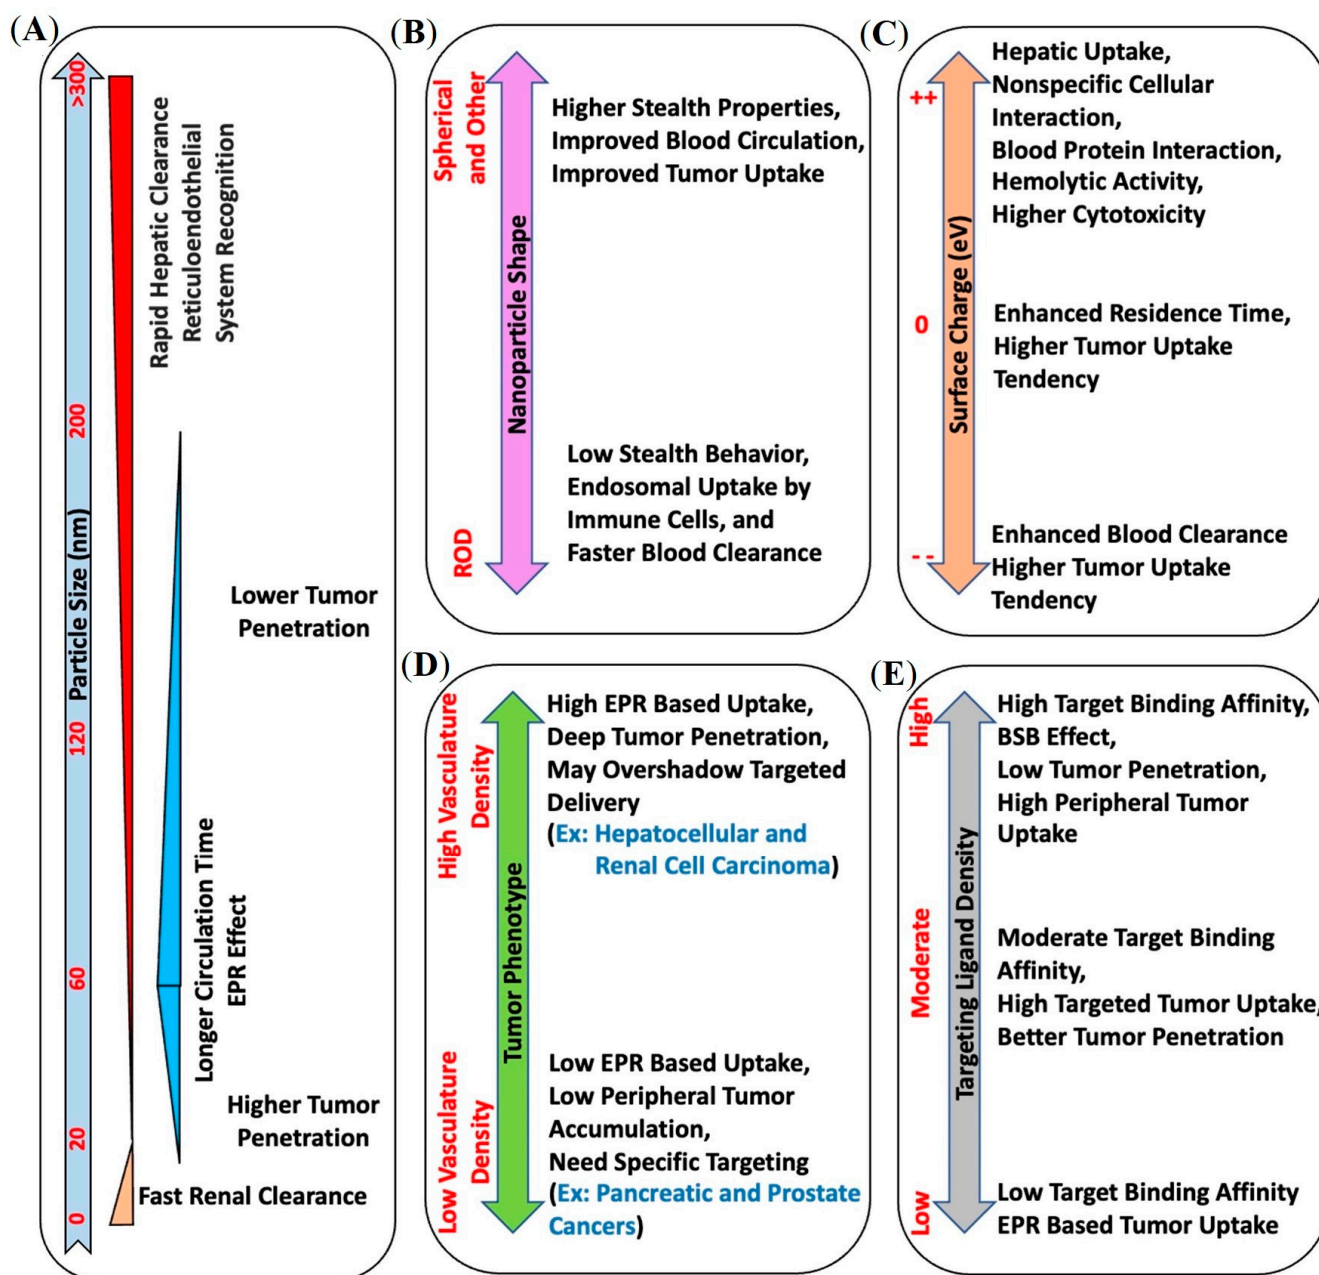 (A)
>300
200
Particle Size (nm)
120
60
20
0
Rapid Hepatic Clearance
Reticuloendothelial
System Recognition
Lower Tumor
Penetration
Longer Circulation Time
EPR Effect
Higher Tumor
Penetration
Fast Renal Clearance
(B)
Spherical
and Other
Nanoparticle Shape
ROD
Higher Stealth Properties,
Improved Blood Circulation,
Improved Tumor Uptake
Low Stealth Behavior,
Endosomal Uptake by
Immune Cells, and
Faster Blood Clearance
(C)
++
0
--
Surface Charge (eV)
Hepatic Uptake,
Nonspecific Cellular
Interaction,
Blood Protein Interaction,
Hemolytic Activity,
Higher Cytotoxicity
Enhanced Residence Time,
Higher Tumor Uptake
Tendency
Enhanced Blood Clearance
Higher Tumor Uptake
Tendency
(D)
High Vasculature
Density
Tumor Phenotype
Low Vasculature
Density
High EPR Based Uptake,
Deep Tumor Penetration,
May Overshadow Targeted
Delivery
(Ex: Hepatocellular and
Renal Cell Carcinoma)
Low EPR Based Uptake,
Low Peripheral Tumor
Accumulation,
Need Specific Targeting
(Ex: Pancreatic and Prostate
Cancers)
(E)
High
Moderate
Low
Targeting Ligand Density
High Target Binding Affinity,
BSB Effect,
Low Tumor Penetration,
High Peripheral Tumor
Uptake
Moderate Target Binding
Affinity,
High Targeted Tumor Uptake,
Better Tumor Penetration
Low Target Binding Affinity
EPR Based Tumor Uptake